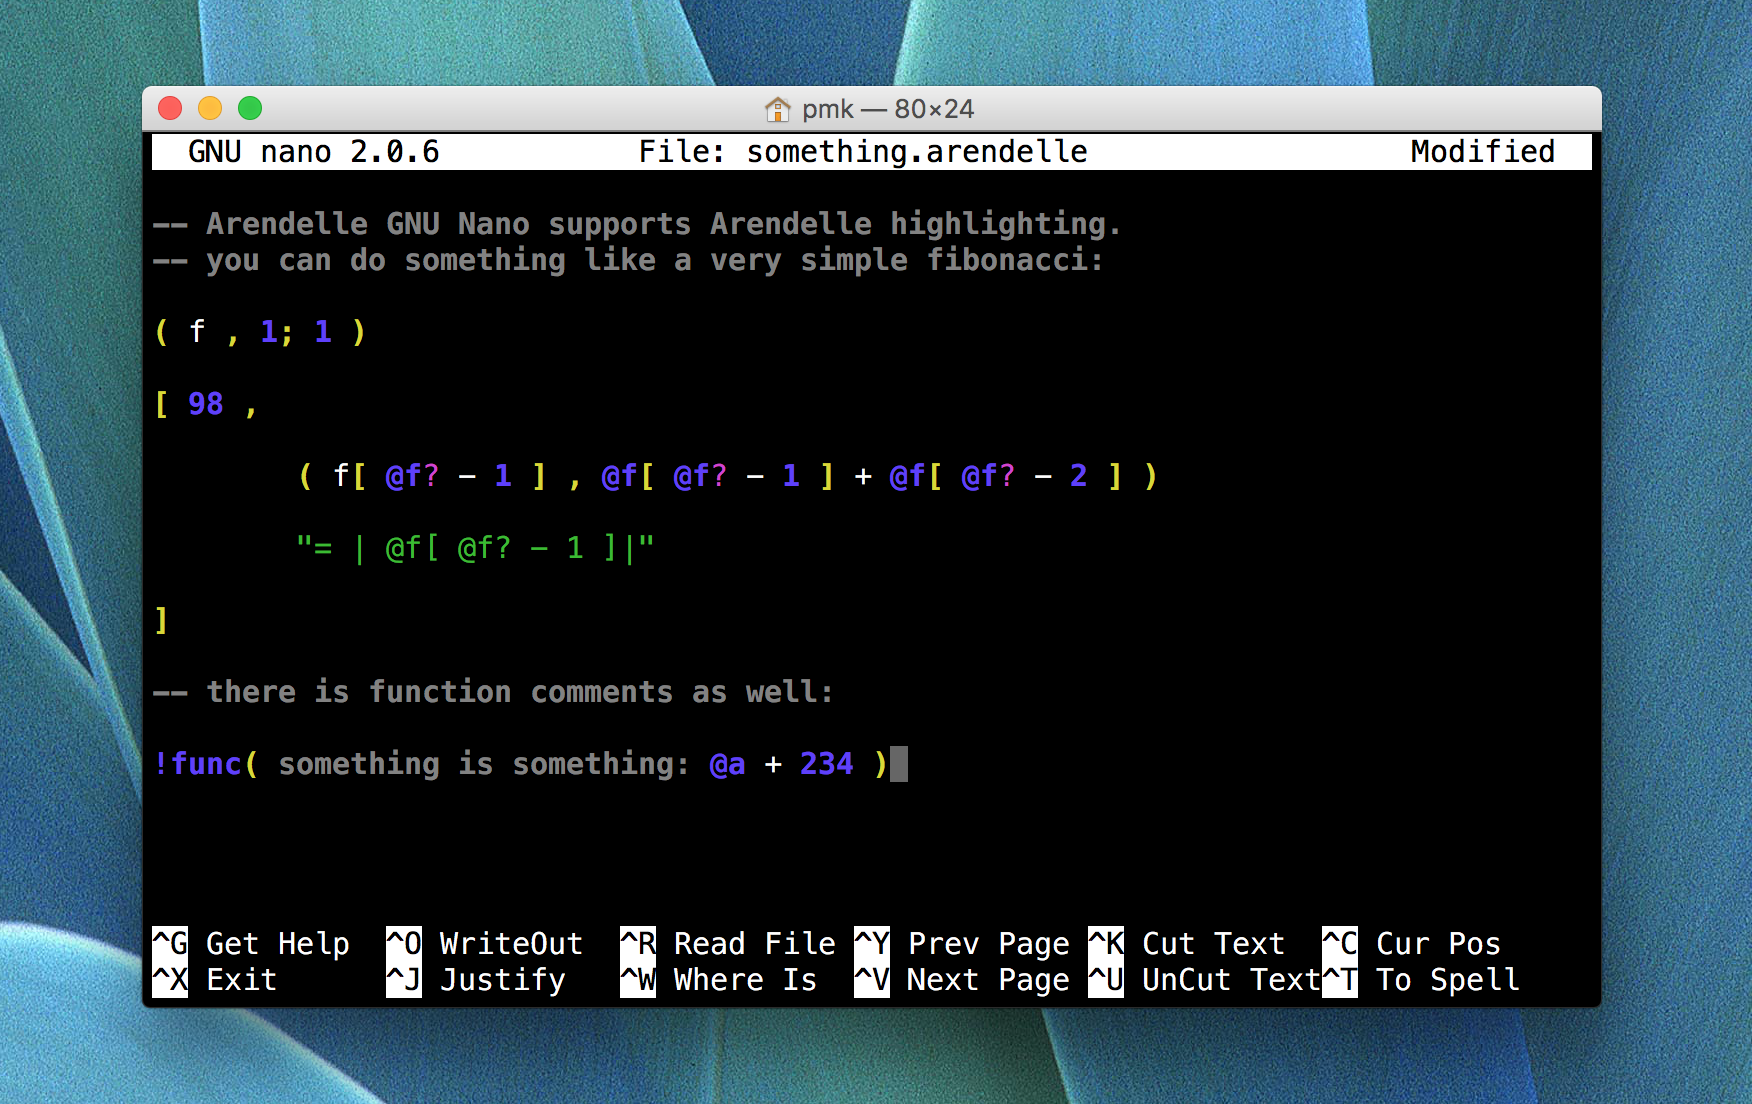 pmk — 80×24
GNU nano 2.0.6 File: something.arendelle Modified
-- Arendelle GNU Nano supports Arendelle highlighting.
-- you can do something like a very simple fibonacci:
( f , 1; 1 )
[ 98 ,
( f[ @f? - 1 ] , @f[ @f? - 1 ] + @f[ @f? - 2 ] )
"= | @f[ @f? - 1 ]|"
]
-- there is function comments as well:
!func( something is something: @a + 234 )
^G Get Help ^O WriteOut ^R Read File ^Y Prev Page ^K Cut Text ^C Cur Pos
^X Exit ^J Justify ^W Where Is ^V Next Page ^U UnCut Text ^T To Spell